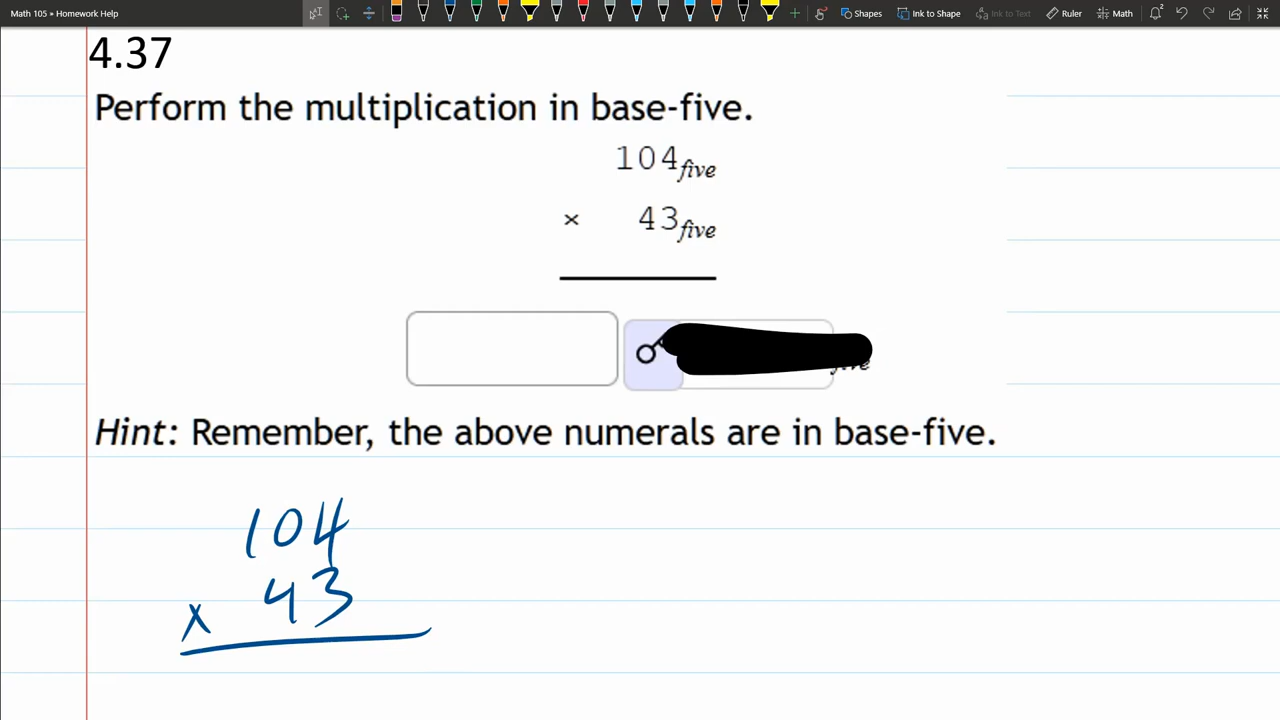 Math 105 » Homework Help
Shapes Ink to Shape Ink to Text Ruler Math
4.37
Perform the multiplication in base-five.
104five
× 43five
five
Hint: Remember, the above numerals are in base-five.
104
x 43